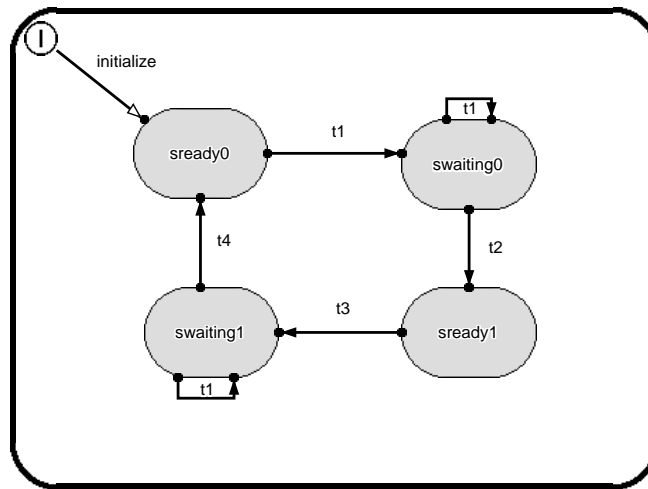 I
initialize
t1
t1
sready0
swaiting0
t4
t2
t3
swaiting1
sready1
t1